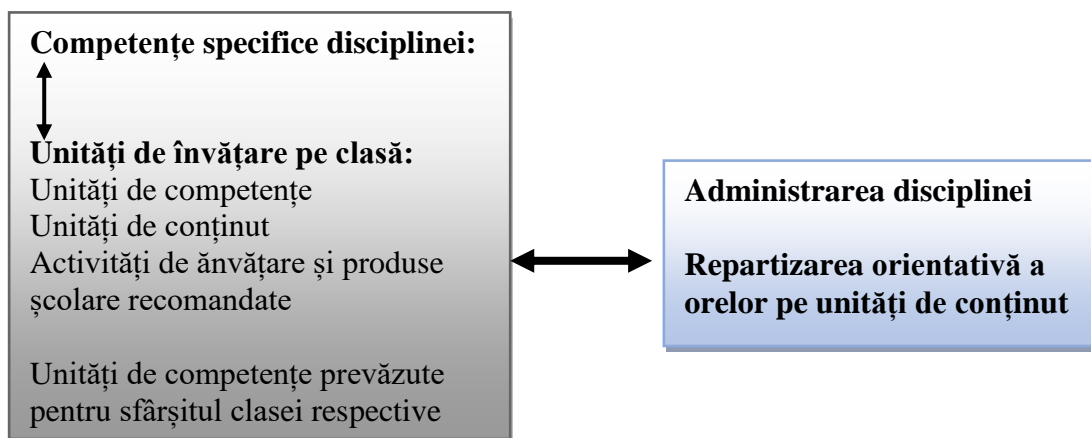 Competențe specifice disciplinei:
Unități de învățare pe clasă:
Unități de competențe
Unități de conținut
Activități de ănvățare și produse
școlare recomandate
Unități de competențe prevăzute
pentru sfârșitul clasei respective
Administrarea disciplinei
Repartizarea orientativă a
orelor pe unități de conținut